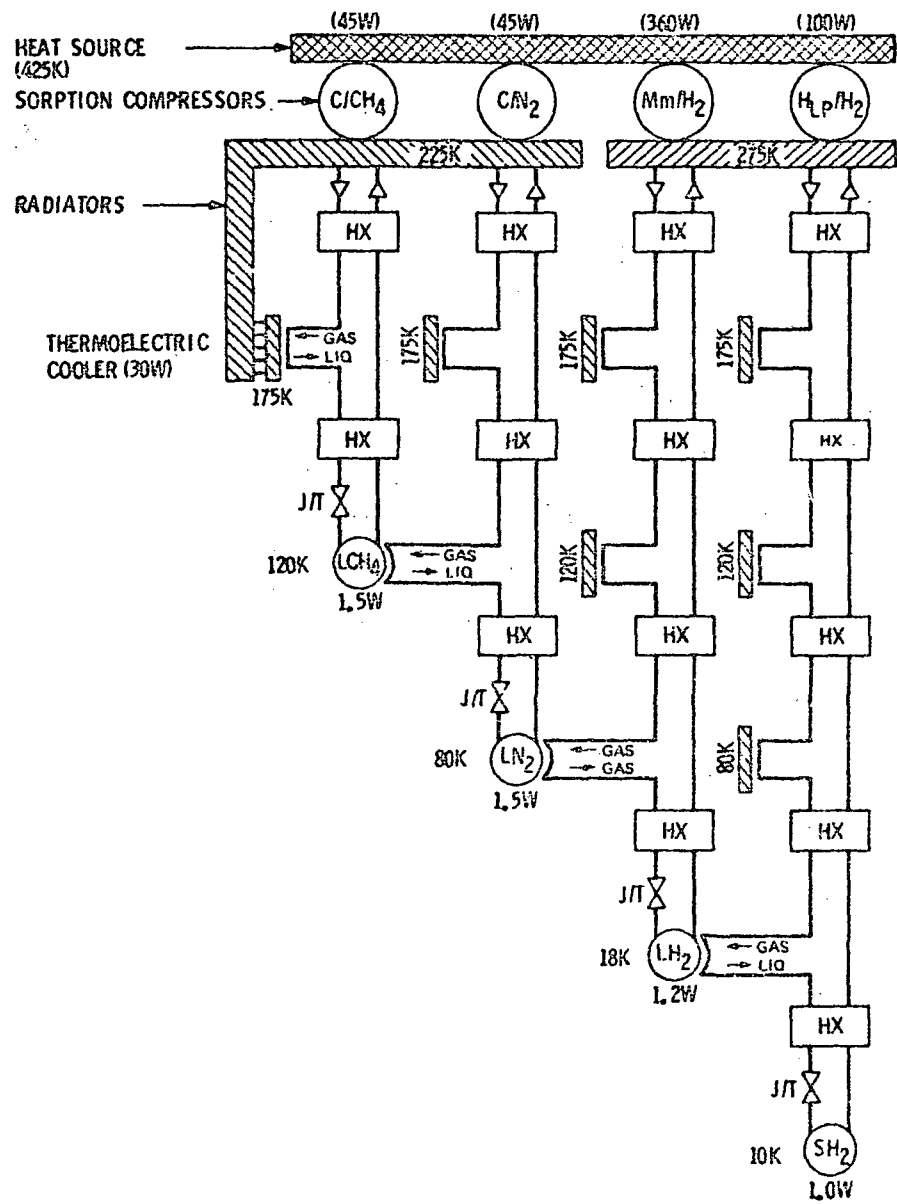 (45W) (45W) (360W) (100W)
HEAT SOURCE
(425K)
SORPTION COMPRESSORS
C/CH4 C/N2 Mm/H2 HLP/H2
225K 275K
RADIATORS
HX HX HX HX
THERMOELECTRIC
COOLER (30W)
GAS
LIQ
175K 175K 175K 175K
HX HX HX HX
J/T
120K LCH4 GAS
LIQ
120K 120K
1.5W
HX HX HX
J/T
80K LN2 GAS
GAS
80K
1.5W
HX HX
J/T
18K LH2 GAS
LIQ
1.2W
HX
J/T
10K SH2
1.0W